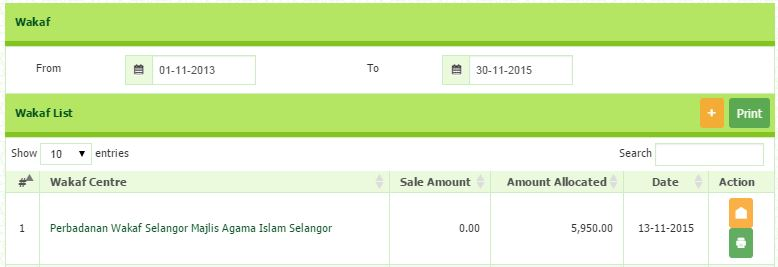 Wakaf
From 01-11-2013 To 30-11-2015
Wakaf List + Print
Show 10 entries Search
# Wakaf Centre Sale Amount Amount Allocated Date Action
1 Perbadanan Wakaf Selangor Majlis Agama Islam Selangor 0.00 5,950.00 13-11-2015